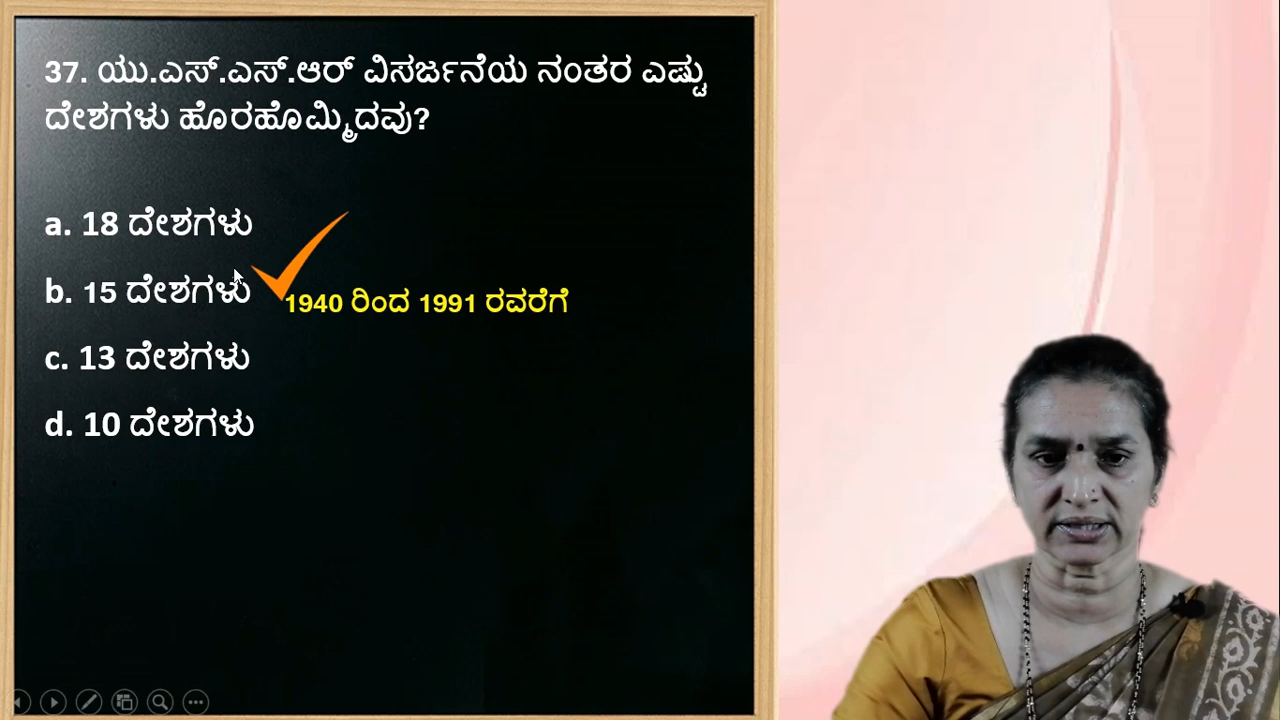 37. ಯು.ಎಸ್.ಎಸ್.ಆರ್ ವಿಸರ್ಜನೆಯ ನಂತರ ಎಷ್ಟು
ದೇಶಗಳು ಹೊರಹೊಮ್ಮಿದವು?
a. 18 ದೇಶಗಳು
b. 15 ದೇಶಗಳು
1940 ರಿಂದ 1991 ರವರೆಗೆ
c. 13 ದೇಶಗಳು
d. 10 ದೇಶಗಳು